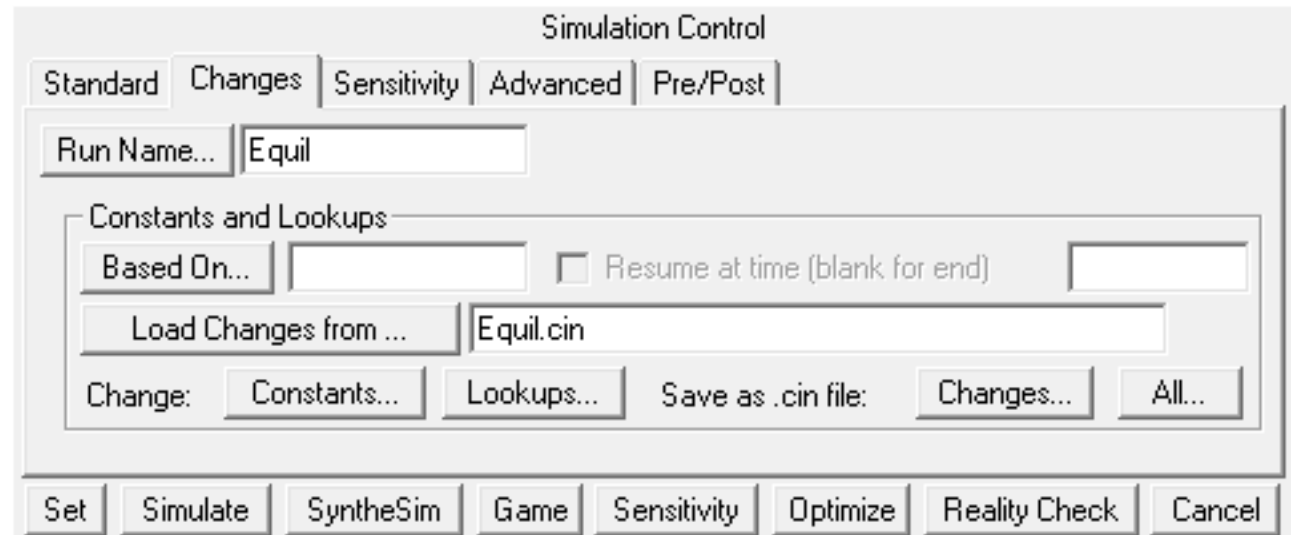 Simulation Control
Standard Changes Sensitivity Advanced Pre/Post
Run Name... Equil
Constants and Lookups
Based On... Resume at time (blank for end)
Load Changes from ... Equil.cin
Change: Constants... Lookups... Save as .cin file: Changes... All...
Set Simulate SyntheSim Game Sensitivity Optimize Reality Check Cancel